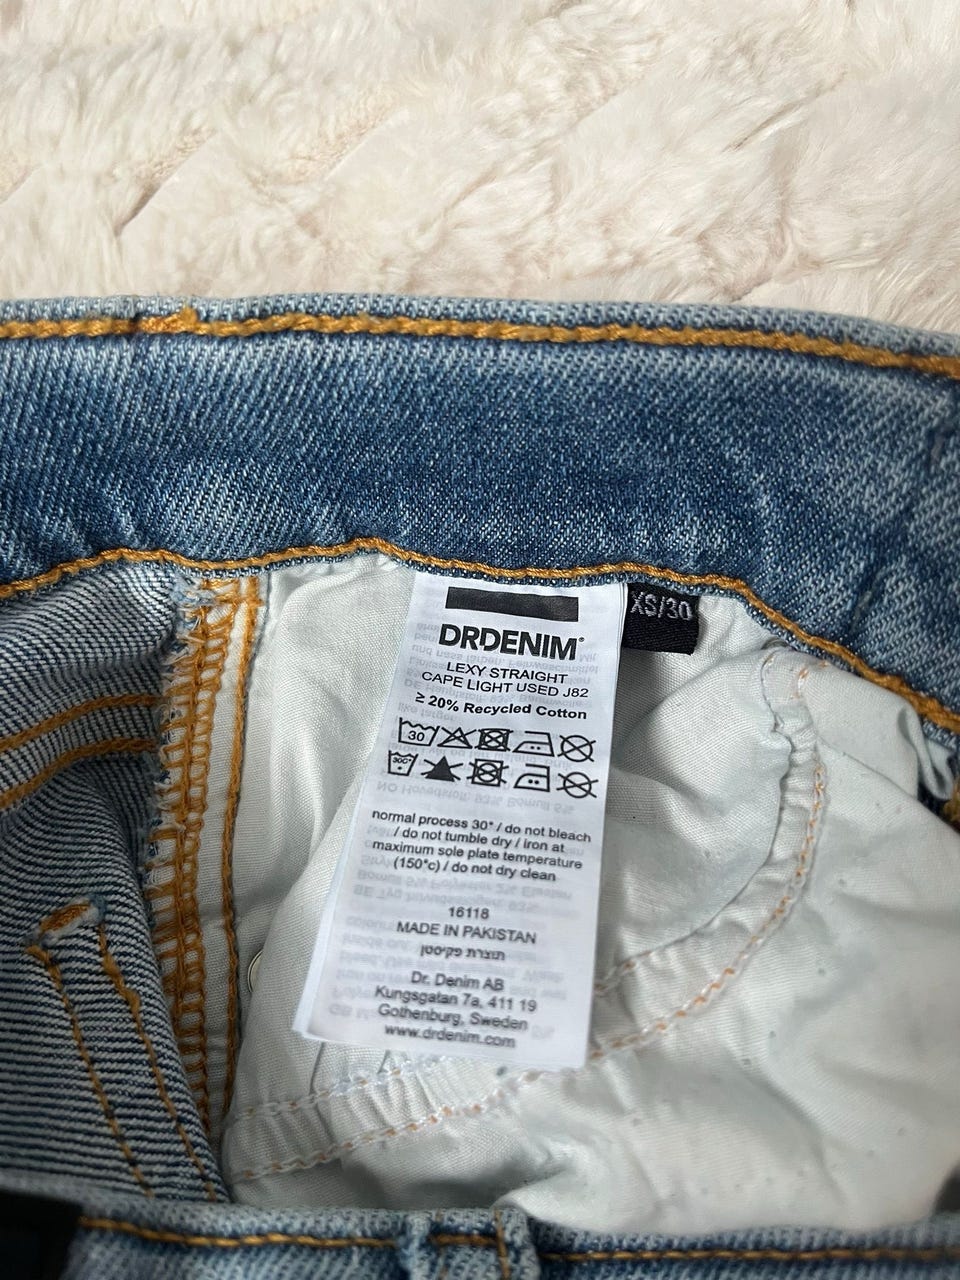 XS/30
DRDENIM®
LEXY STRAIGHT
CAPE LIGHT USED J82
≥ 20% Recycled Cotton
30
300°
normal process 30° / do not bleach
/ do not tumble dry / iron at
maximum sole plate temperature
(150°c) / do not dry clean
16118
MADE IN PAKISTAN
תוצרת פקיסטן
Dr. Denim AB
Kungsgatan 7a, 411 19
Gothenburg, Sweden
www.drdenim.com